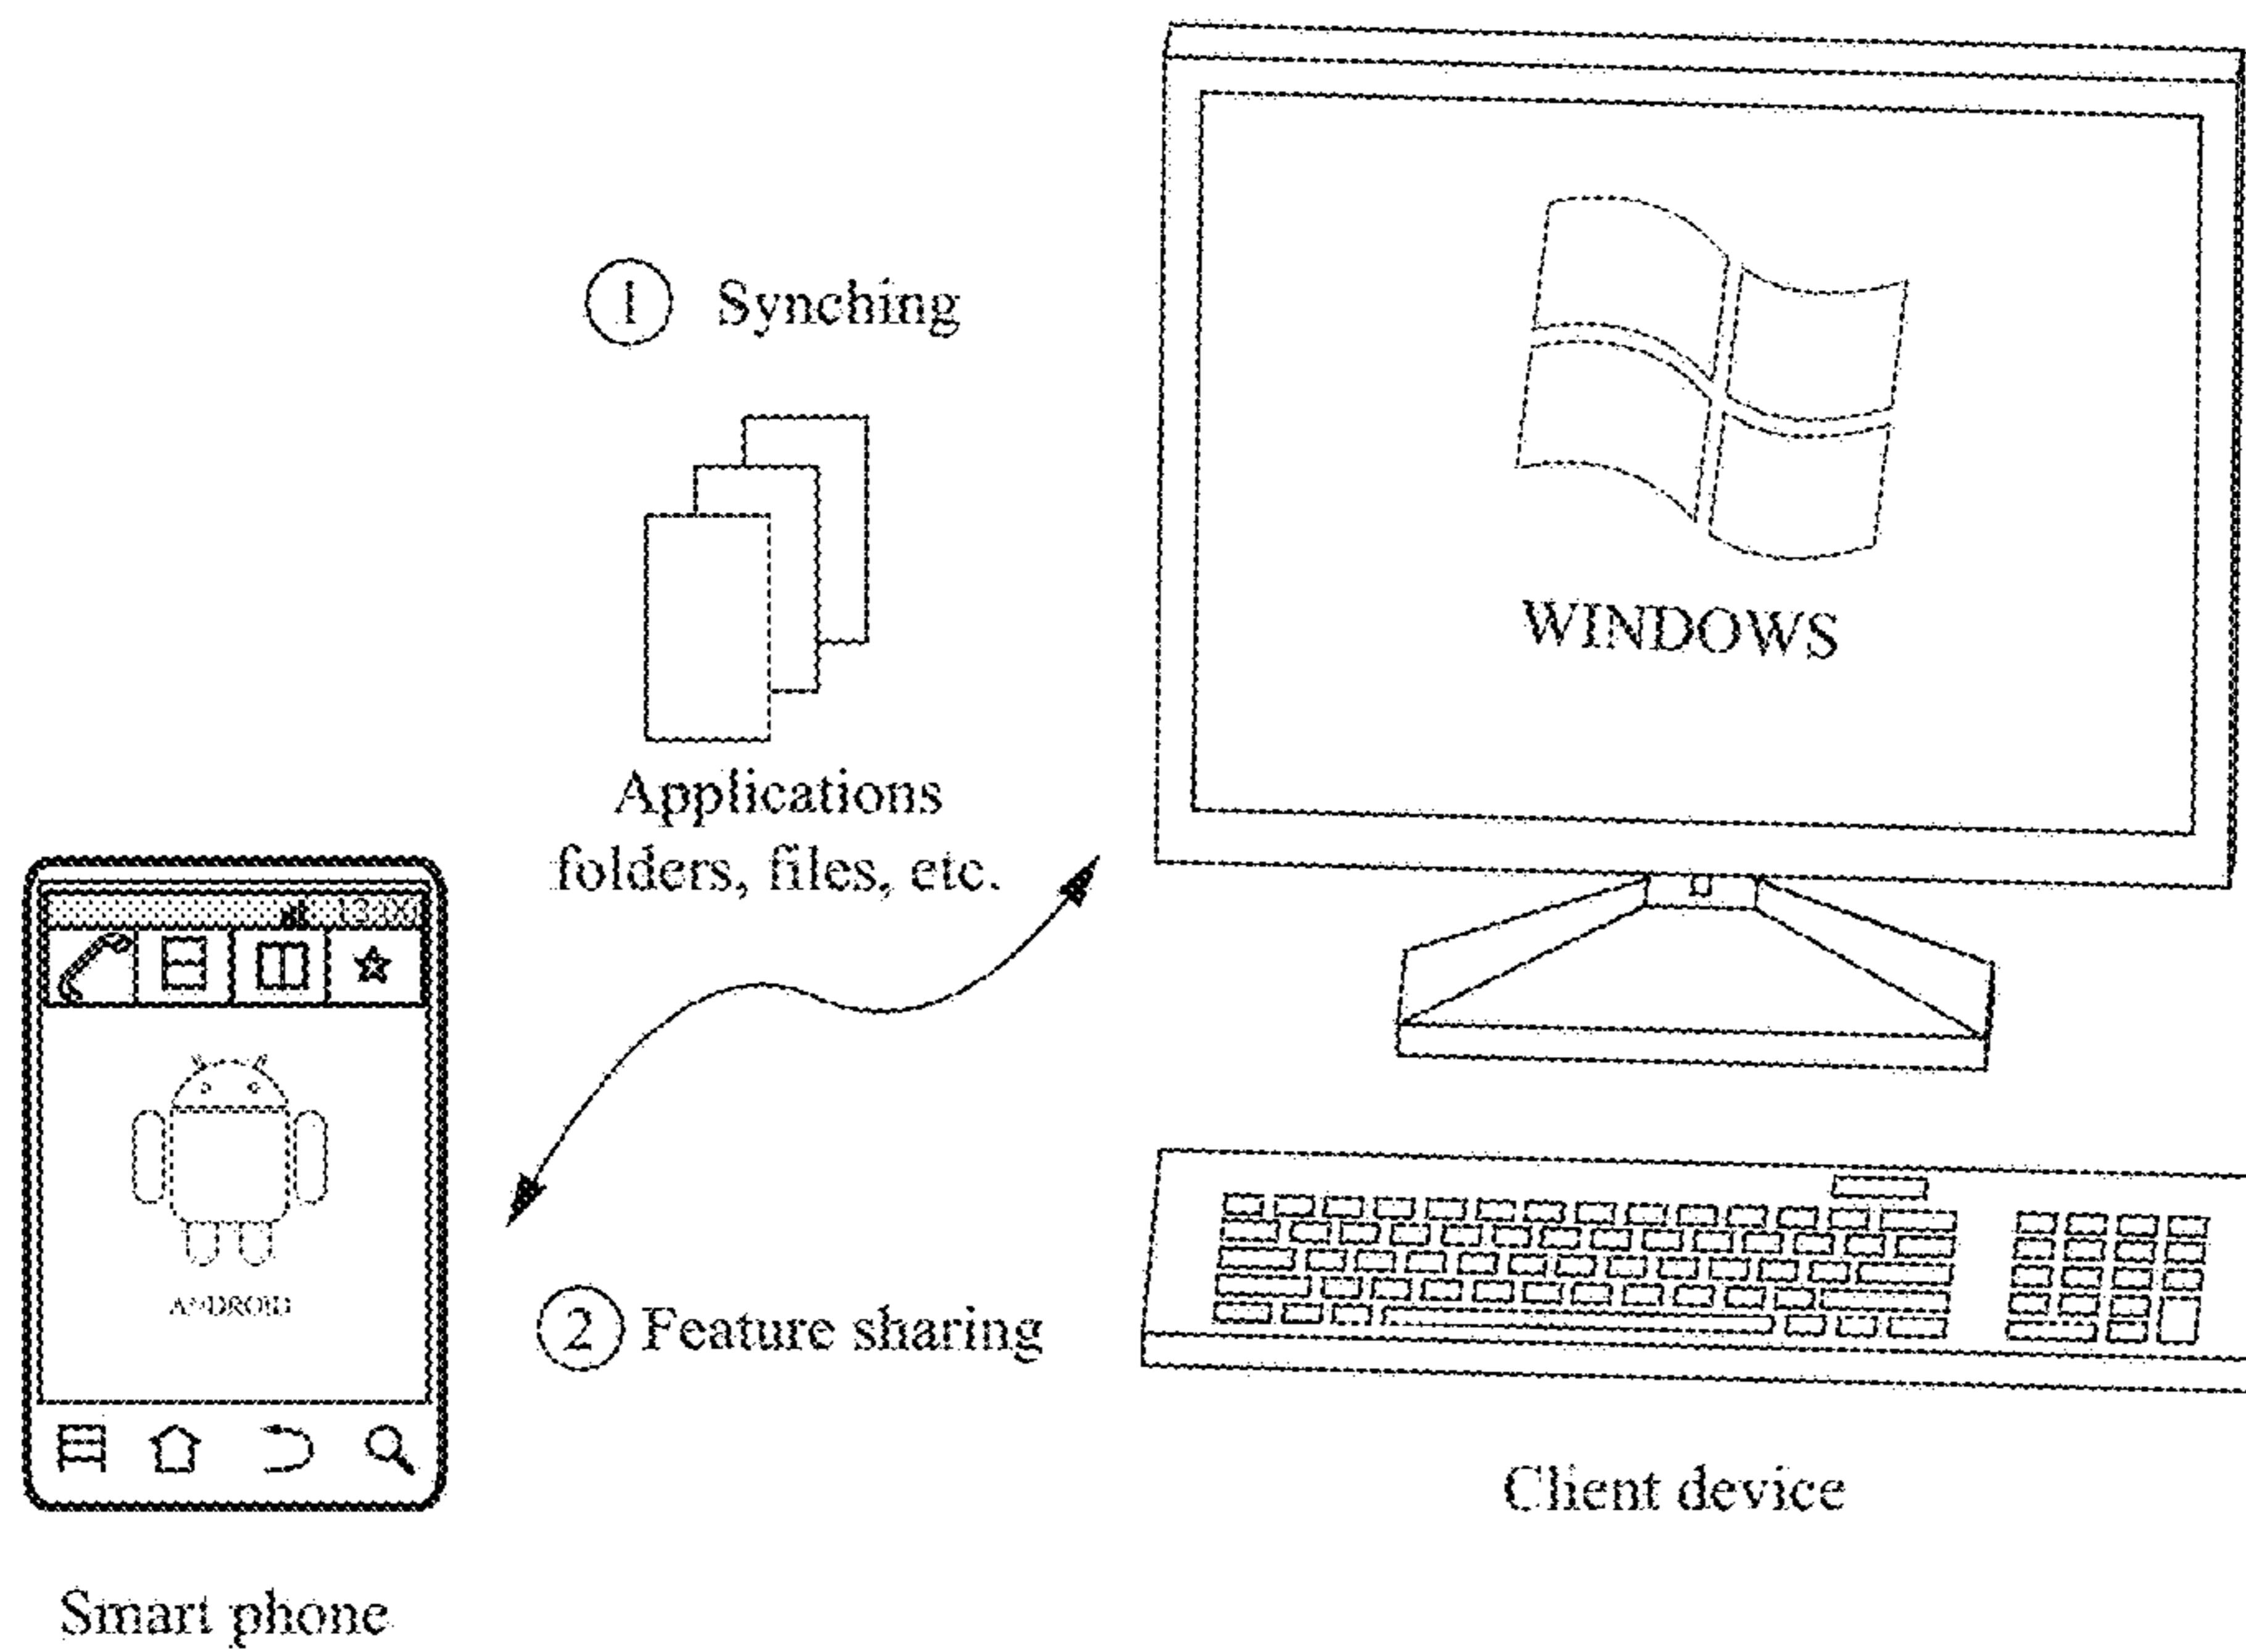 1 Synching
WINDOWS
Applications
folders, files, etc.
ANDROID
2 Feature sharing
Client device
Smart phone